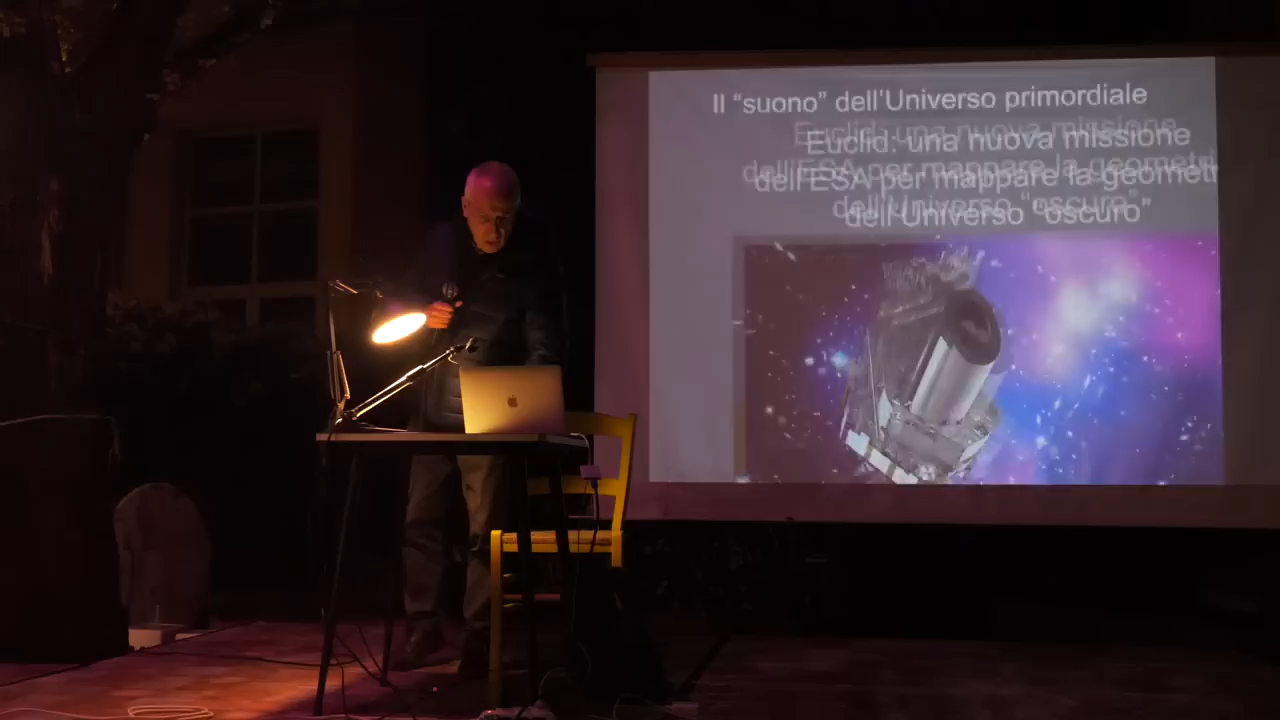 Il “suono” dell’Universo primordiale
Euclid: una nuova missione
dell’ESA per mappare la geometri
dell’Universo “oscuro”